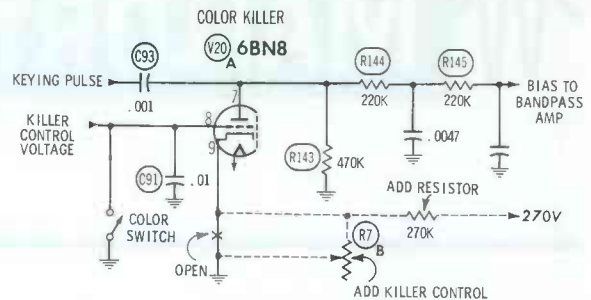 COLOR KILLER
V20 A 6BN8
C93
R144
R145
KEYING PULSE
7
BIAS TO
BANDPASS
AMP
.001
220K
220K
KILLER
CONTROL
VOLTAGE
8
.0047
9
R143
470K
C91
.01
ADD RESISTOR
270V
COLOR
SWITCH
270K
R7 B
OPEN
ADD KILLER CONTROL